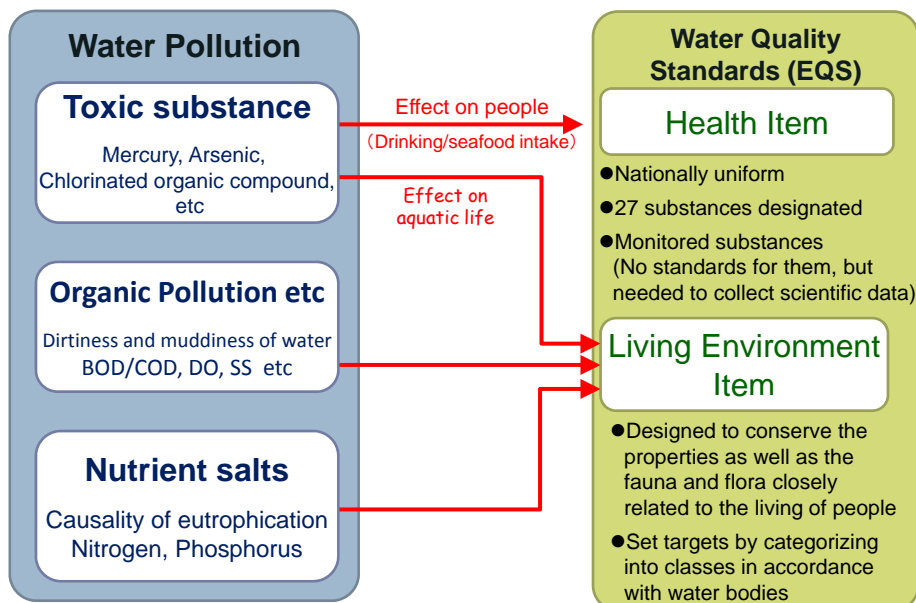 Water Pollution
Toxic substance
Mercury, Arsenic,
Chlorinated organic compound,
etc
Organic Pollution etc
Dirtiness and muddiness of water
BOD/COD, DO, SS etc
Nutrient salts
Causality of eutrophication
Nitrogen, Phosphorus
Effect on people
（Drinking/seafood intake）
Effect on
aquatic life
Water Quality
Standards (EQS)
Health Item
●Nationally uniform
●27 substances designated
●Monitored substances
(No standards for them, but
needed to collect scientific data)
Living Environment
Item
●Designed to conserve the
properties as well as the
fauna and flora closely
related to the living of people
●Set targets by categorizing
into classes in accordance
with water bodies